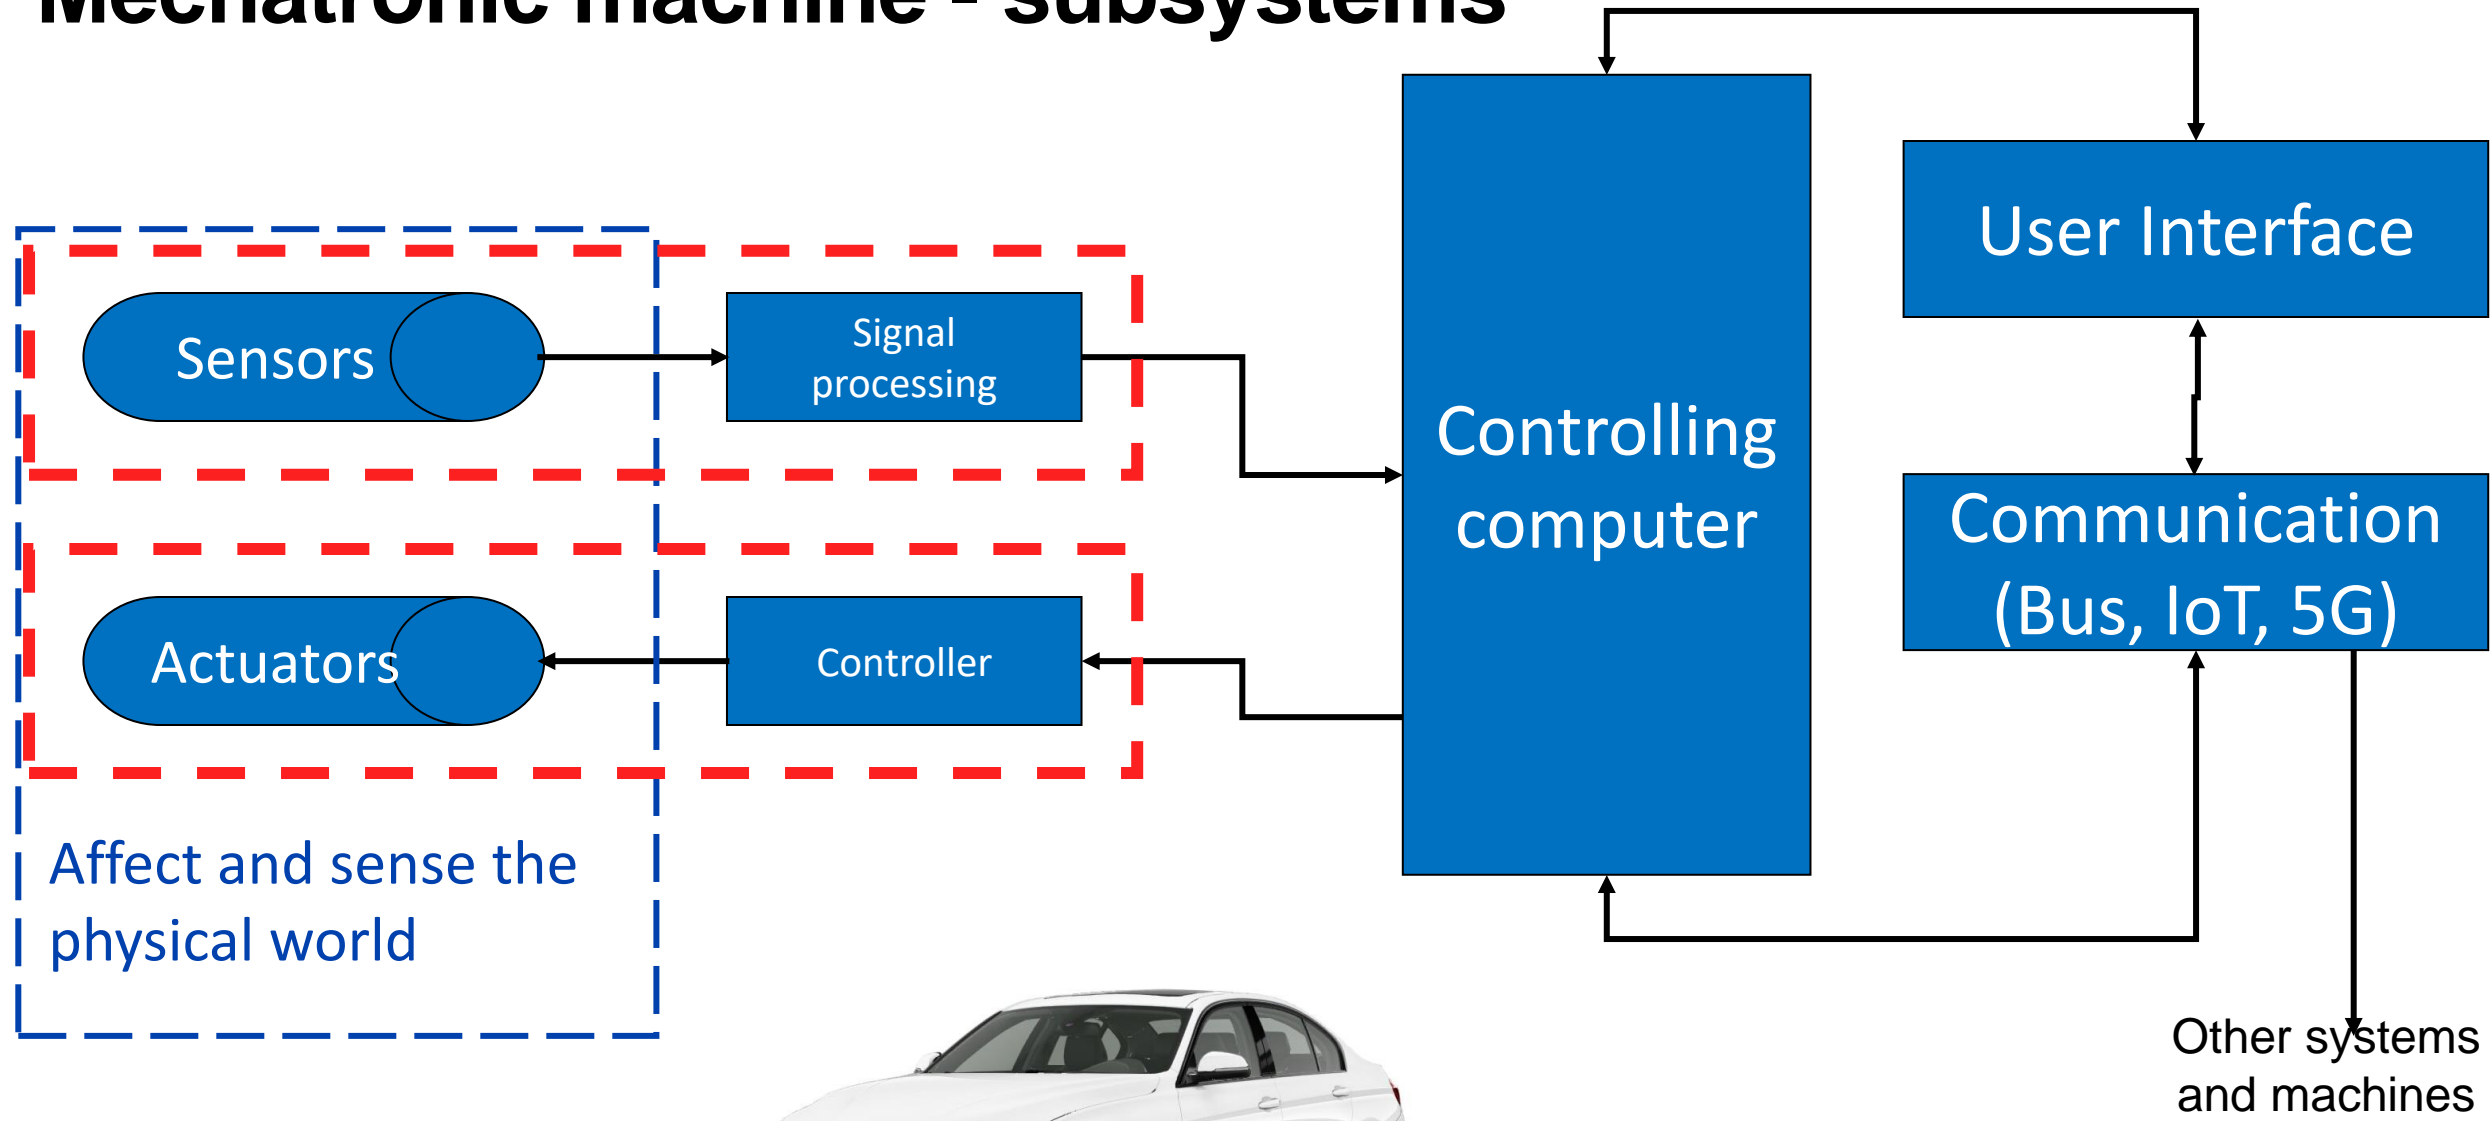 Mechatronic machine - subsystems
User Interface
Sensors
Signal
processing
Controlling
computer
Communication
(Bus, IoT, 5G)
Actuators
Controller
Affect and sense the
physical world
Other systems
and machines